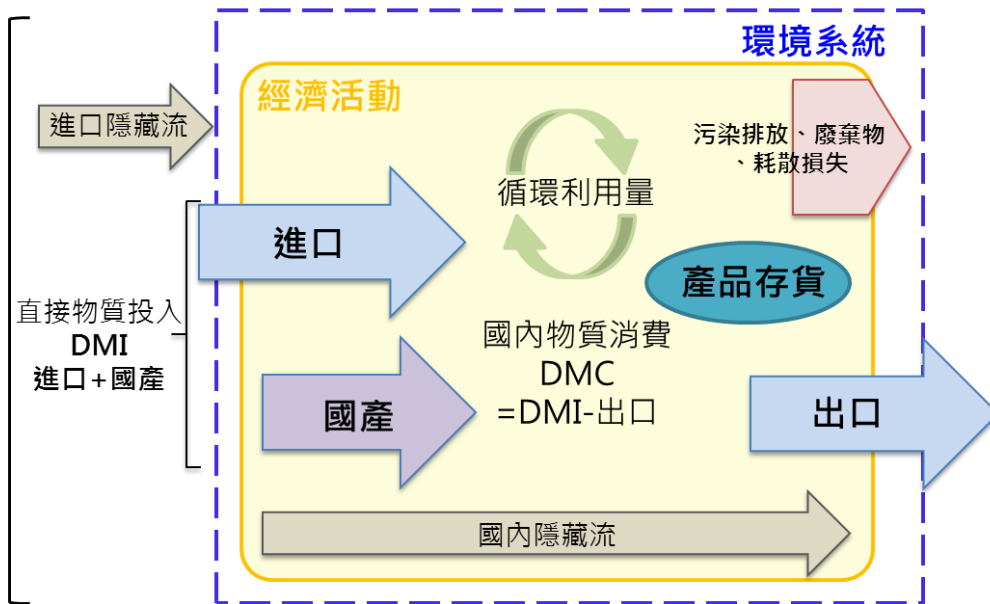 環境系統
經濟活動
進口隱藏流
污染排放、廢棄物
、耗散損失
循環利用量
進口
產品存貨
直接物質投入
DMI
進口+國產
國內物質消費
DMC
=DMI-出口
國產
出口
國內隱藏流